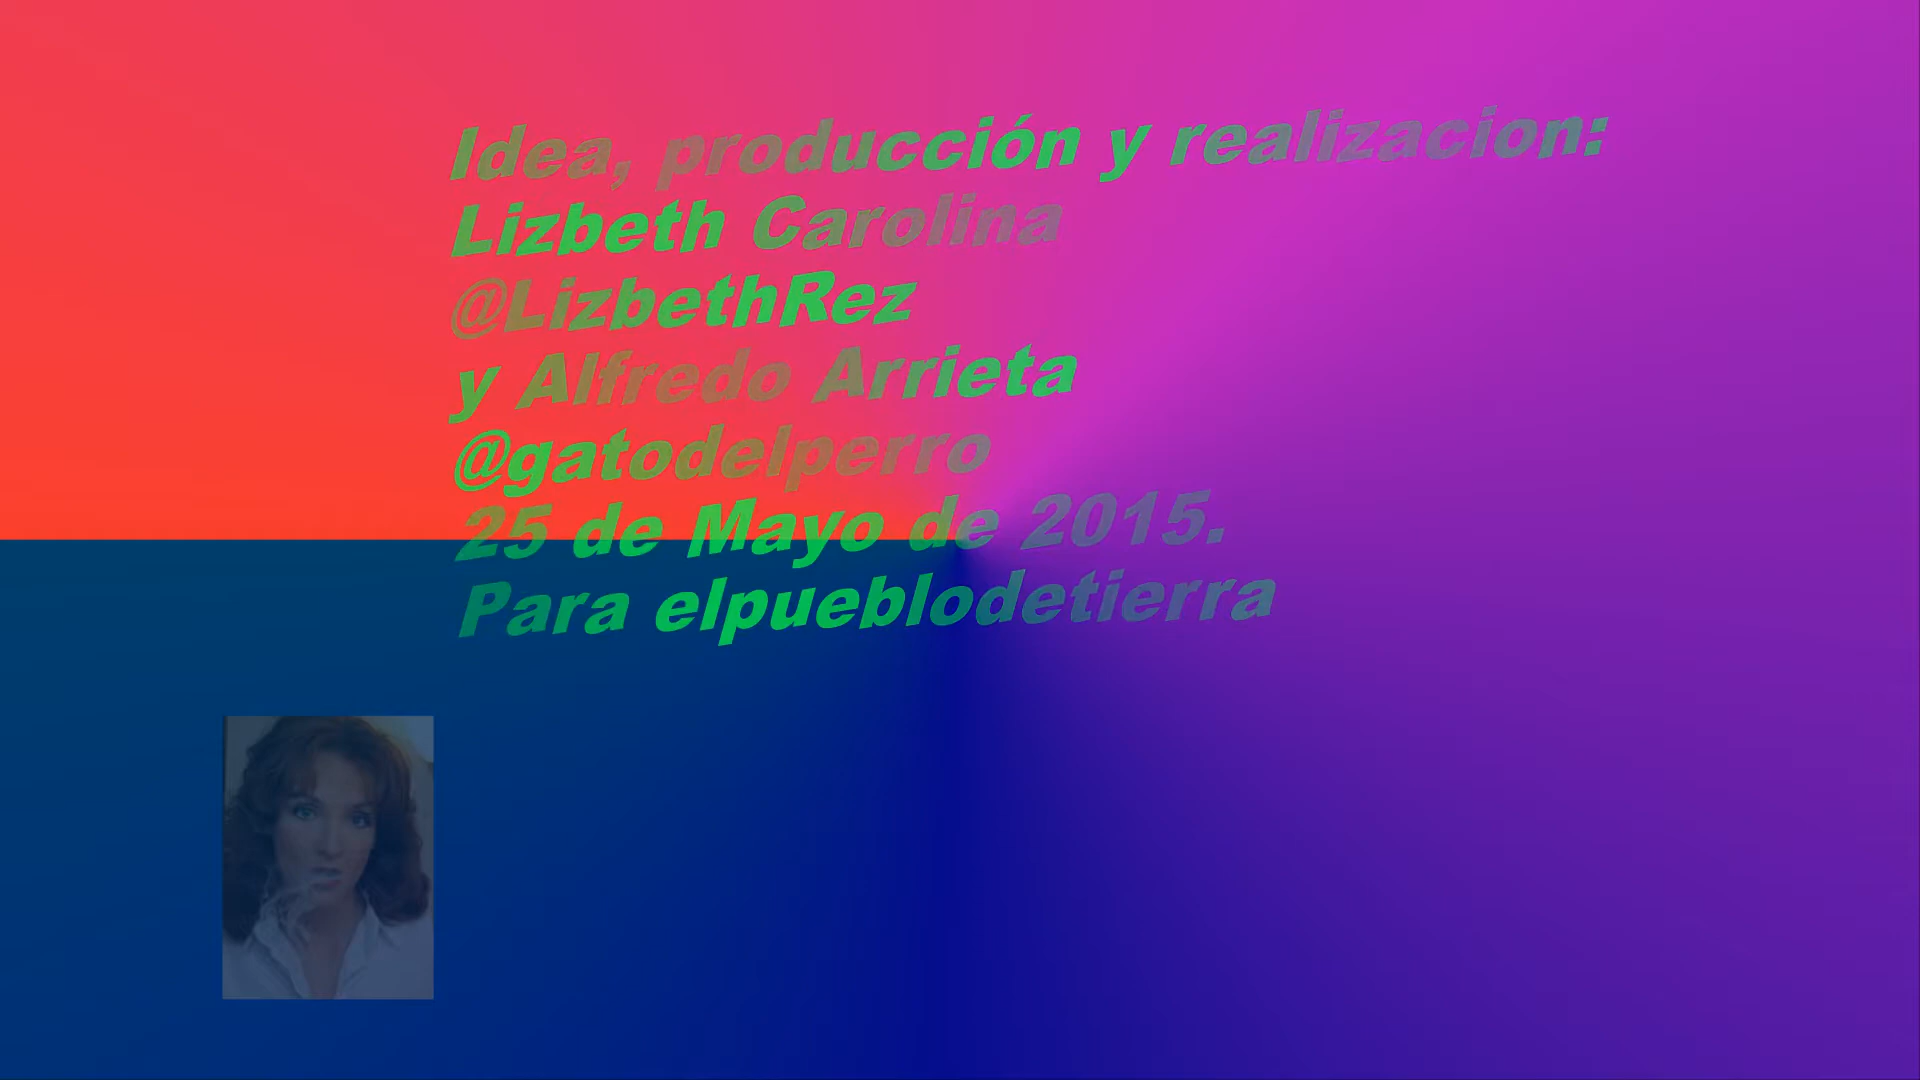 Idea, producción y realizacion:
Lizbeth Carolina
@LizbethRez
y Alfredo Arrieta
@gatodelperro
25 de Mayo de 2015.
Para elpueblodetierra